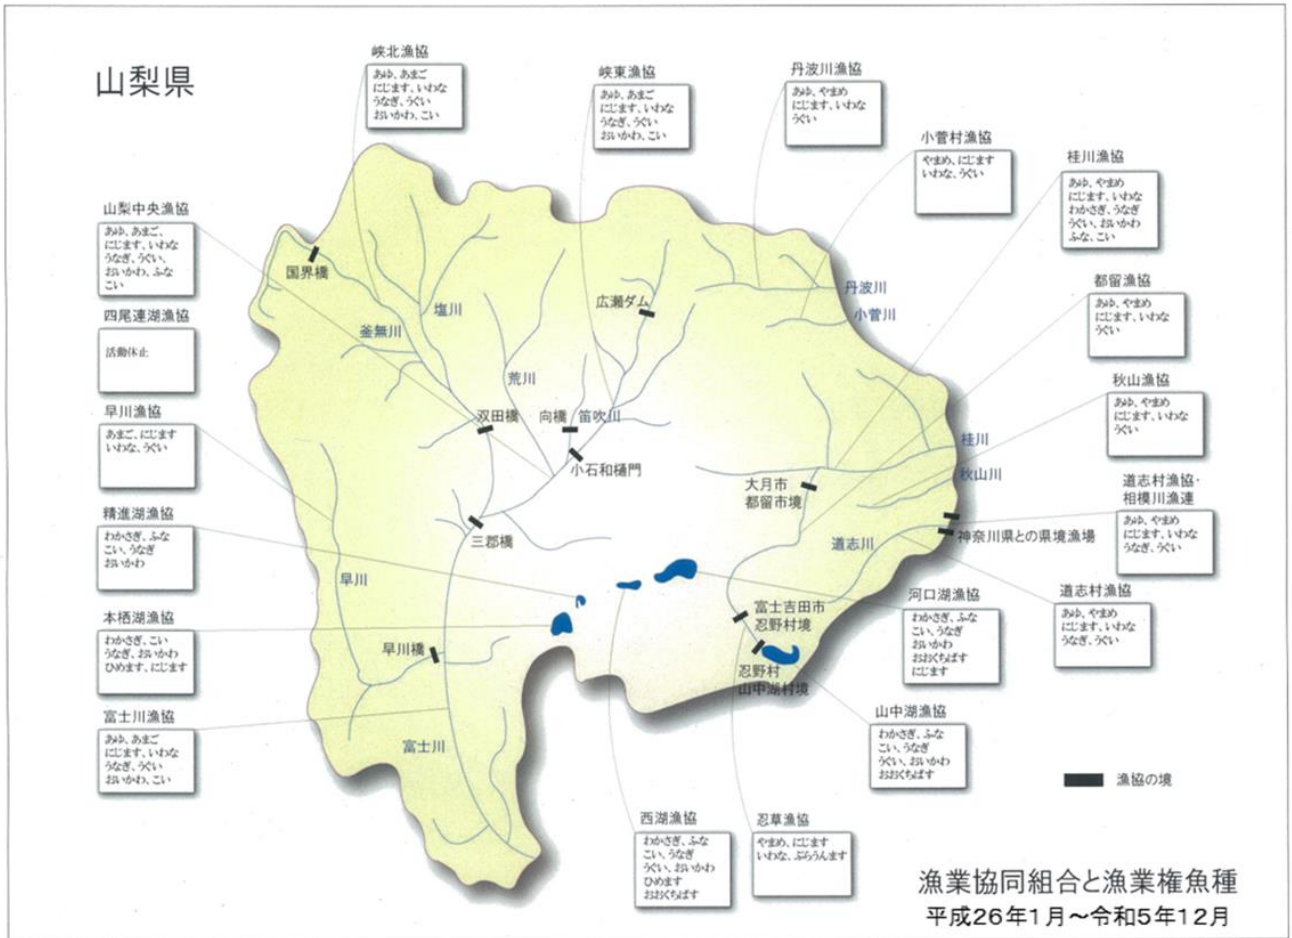 山梨県
峡北漁協
あゆ、あまご
にじます、いわな
うなぎ、うぐい
おいかわ、こい
峡東漁協
あゆ、あまご
にじます、いわな
うなぎ、うぐい
おいかわ、こい
丹波川漁協
あゆ、やまめ
にじます、いわな
うぐい
小菅村漁協
やまめ、にじます
いわな、うぐい
桂川漁協
あゆ、やまめ
にじます、いわな
わかさぎ、うなぎ
うぐい、おいかわ
ふな、こい
山梨中央漁協
あゆ、あまご、
にじます、いわな
うなぎ、うぐい、
おいかわ、ふな
こい
四尾連湖漁協
活動休止
早川漁協
あまご、にじます
いわな、うぐい
精進湖漁協
わかさぎ、ふな
こい、うなぎ
おいかわ
本栖湖漁協
わかさぎ、こい
うなぎ、おいかわ
ひめます、にじます
富士川漁協
あゆ、あまご
にじます、いわな
うなぎ、うぐい
おいかわ、こい
都留漁協
あゆ、やまめ
にじます、いわな
うぐい
秋山漁協
あゆ、やまめ
にじます、いわな
うぐい
道志村漁協・
相模川漁連
あゆ、やまめ
にじます、いわな
うなぎ、うぐい
道志村漁協
あゆ、やまめ
にじます、いわな
うなぎ、うぐい
河口湖漁協
わかさぎ、ふな
こい、うなぎ
おいかわ
おおくちばす
にじます
山中湖漁協
わかさぎ、ふな
こい、うなぎ
うぐい、おいかわ
おおくちばす
西湖漁協
わかさぎ、ふな
こい、うなぎ
うぐい、おいかわ
ひめます
おおくちばす
忍草漁協
やまめ、にじます
いわな、ぶらうんます
国界橋
釜無川
塩川
荒川
広瀬ダム
丹波川
小菅川
双田橋
向橋
笛吹川
小石和樋門
三郡橋
早川
早川橋
富士川
大月市
都留市境
桂川
秋山川
道志川
神奈川県との県境漁場
富士吉田市
忍野村境
忍野村
山中湖村境
漁協の境
漁業協同組合と漁業権魚種
平成26年1月~令和5年12月